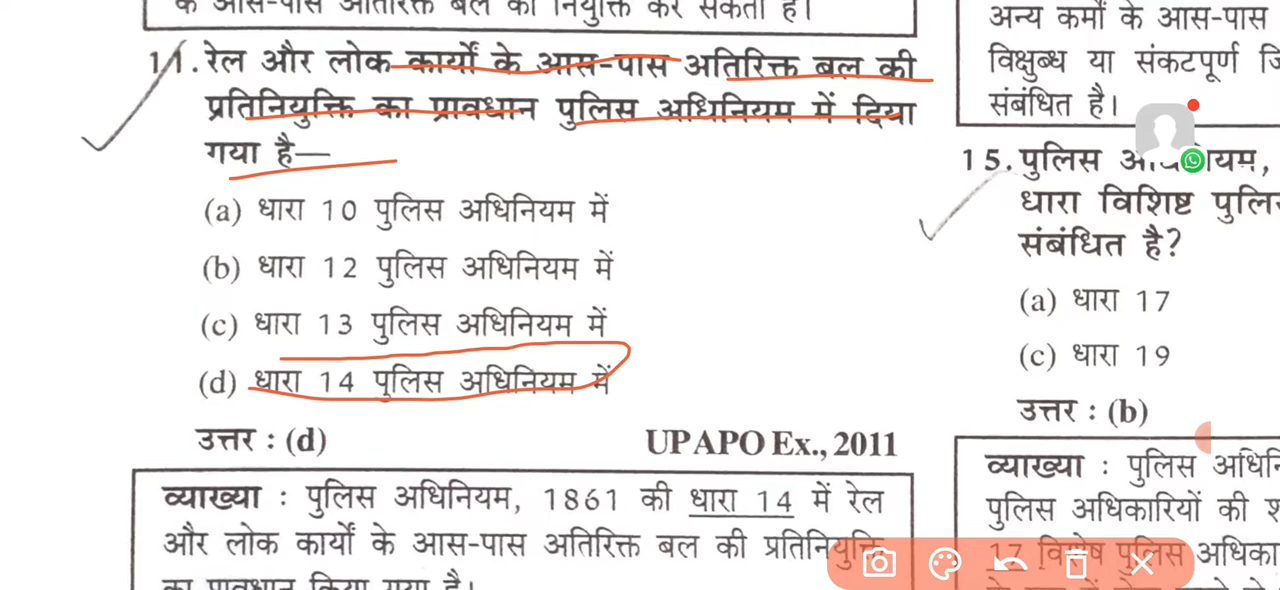 के आस-पास अतिरिक्त बल की नियुक्ति कर सकता है।
11. रेल और लोक कार्यों के आस-पास अतिरिक्त बल की
प्रतिनियुक्ति का प्रावधान पुलिस अधिनियम में दिया
गया है—
(a) धारा 10 पुलिस अधिनियम में
(b) धारा 12 पुलिस अधिनियम में
(c) धारा 13 पुलिस अधिनियम में
(d) धारा 14 पुलिस अधिनियम में
उत्तर : (d) UPAPO Ex., 2011
व्याख्या : पुलिस अधिनियम, 1861 की धारा 14 में रेल
और लोक कार्यों के आस-पास अतिरिक्त बल की प्रतिनियुक्ति
का प्रावधान किया गया है।
अन्य कर्मों के आस-पास
विक्षुब्ध या संकटपूर्ण
संबंधित है।
15. पुलिस
धारा विशिष्ट
संबंधित है?
(a) धारा 17
(c) धारा 19
उत्तर : (b)
व्याख्या : पुलिस
पुलिस अधिकारियों की
17 विशेष पुलिस